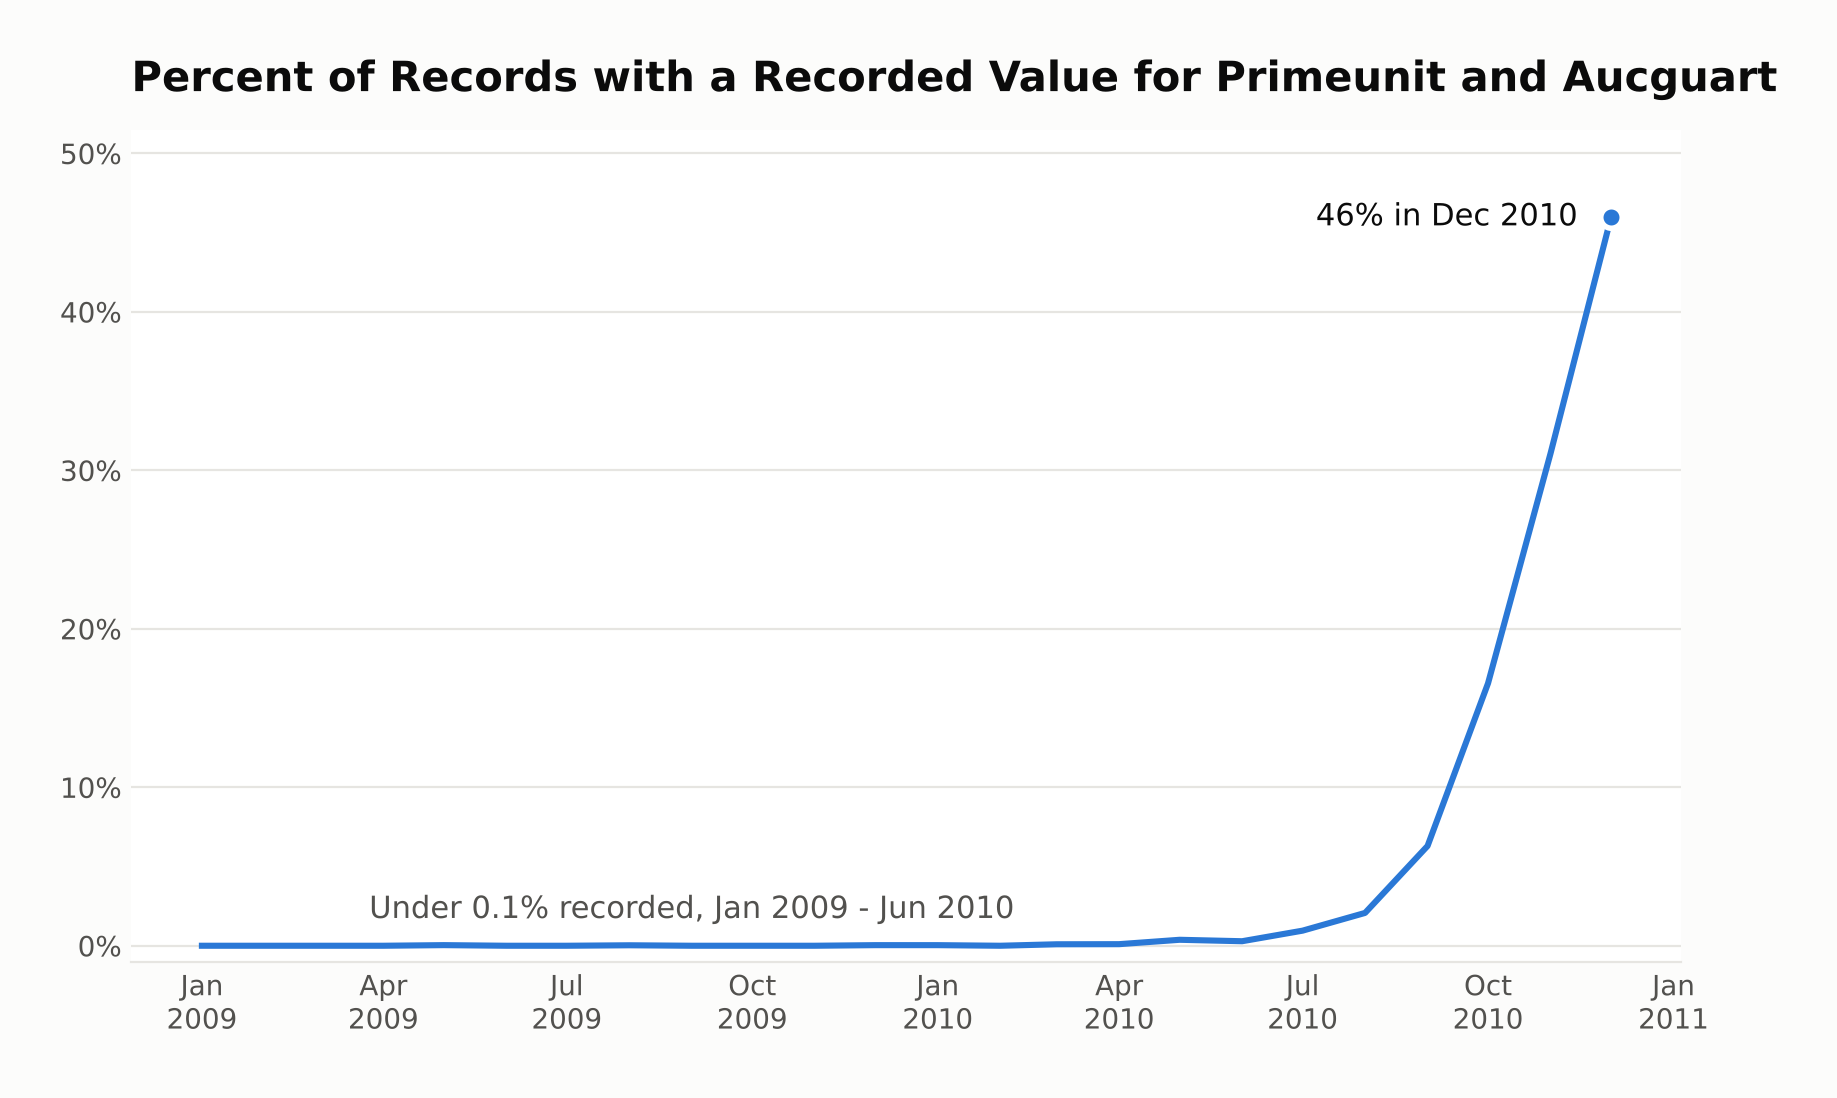 Percent of Records with a Recorded Value for Primeunit and Aucguart
50%
46% in Dec 2010
40%
30%
20%
10%
Under 0.1% recorded, Jan 2009 - Jun 2010
0%
Jan Apr Jul Oct Jan Apr Jul Oct Jan
2009 2009 2009 2009 2010 2010 2010 2010 2011